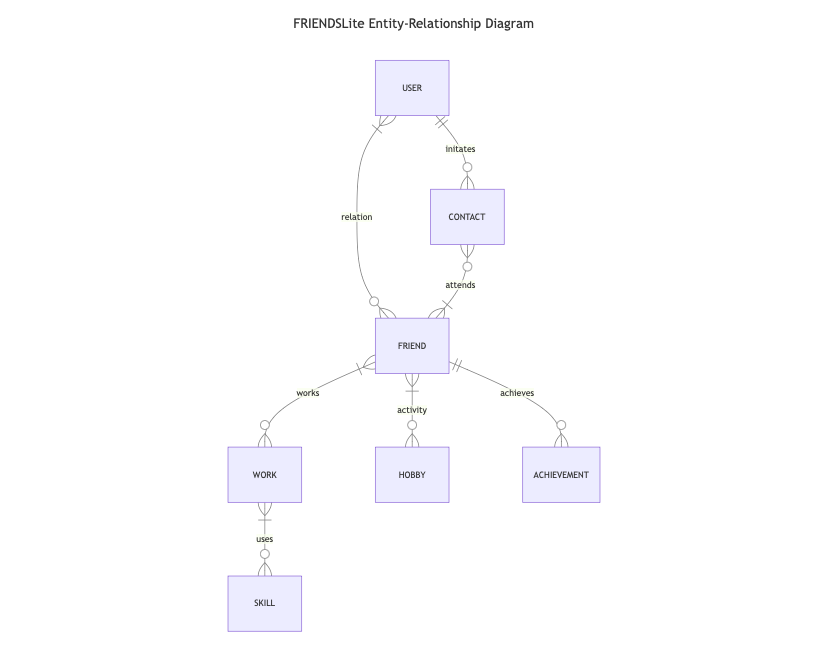 FRIENDSLite Entity-Relationship Diagram
USER
initates
CONTACT
relation
attends
FRIEND
works
activity
achieves
WORK
HOBBY
ACHIEVEMENT
uses
SKILL